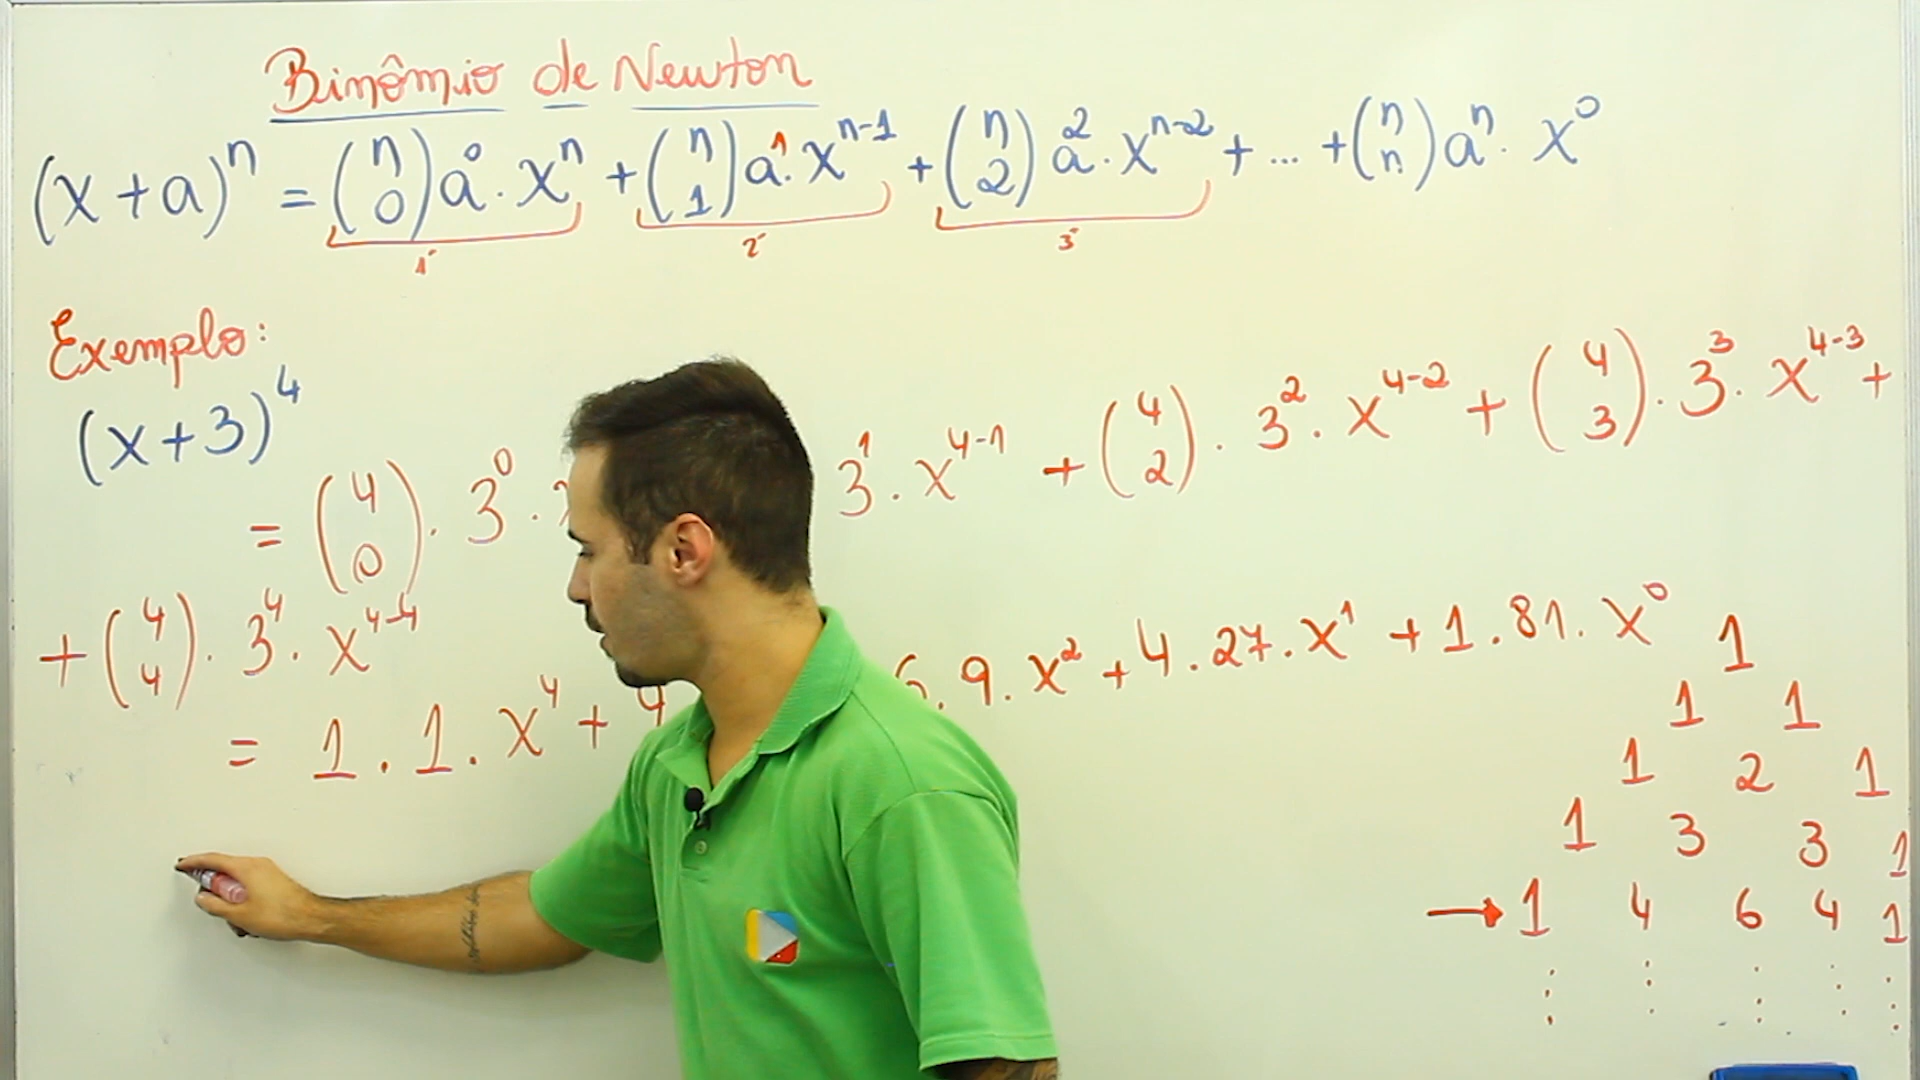 Binômio de Newton
(x + a)^n = (n 0) a^0 . x^n + (n 1) a^1 . x^(n-1) + (n 2) a^2 . x^(n-2) + ... + (n n) a^n . x^0
1º 2º 3º
Exemplo:
(x+3)^4
= (4 0) . 3^0 . 3^1 . x^(4-1) + (4 2) . 3^2 . x^(4-2) + (4 3) . 3^3 . x^(4-3) +
+ (4 4) . 3^4 . x^(4-4)
= 1 . 1 . x^4 + 4 6 . 9 . x^2 + 4 . 27 . x^1 + 1 . 81 . x^0
1
1 1
1 2 1
1 3 3 1
→ 1 4 6 4 1